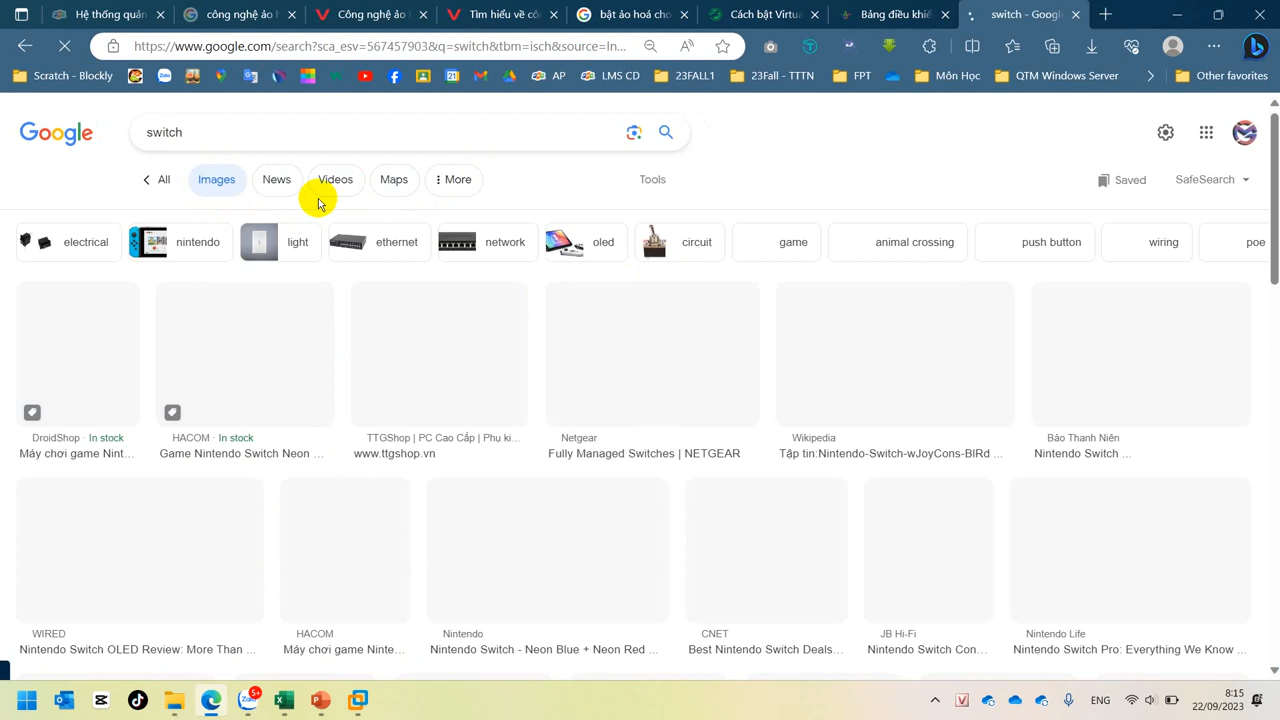 Hệ thống quản
công nghệ ảo h
Công nghệ ảo
Tìm hiểu về côn
bật ảo hoá chu
Cách bật Virtua
Bảng điều khiển
switch - Google
https://www.google.com/search?sca_esv=567457903&q=switch&tbm=isch&source=ln...
Scratch - Blockly
AP
LMS CD
23FALL1
23Fall - TTTN
FPT
Môn Học
QTM Windows Server
Other favorites
Google
switch
All
Images
News
Videos
Maps
More
Tools
Saved
SafeSearch
electrical
nintendo
light
ethernet
network
oled
circuit
game
animal crossing
push button
wiring
poe
DroidShop · In stock
HACOM · In stock
TTGShop | PC Cao Cấp | Phụ ki...
Netgear
Wikipedia
Báo Thanh Niên
Máy chơi game Nint...
Game Nintendo Switch Neon ...
www.ttgshop.vn
Fully Managed Switches | NETGEAR
Tập tin:Nintendo-Switch-wJoyCons-BlRd ...
Nintendo Switch ...
WIRED
HACOM
Nintendo
CNET
JB Hi-Fi
Nintendo Life
Nintendo Switch OLED Review: More Than ...
Máy chơi game Ninte...
Nintendo Switch - Neon Blue + Neon Red ...
Best Nintendo Switch Deals...
Nintendo Switch Con...
Nintendo Switch Pro: Everything We Know ...
5+
Zalo
ENG
8:15
22/09/2023